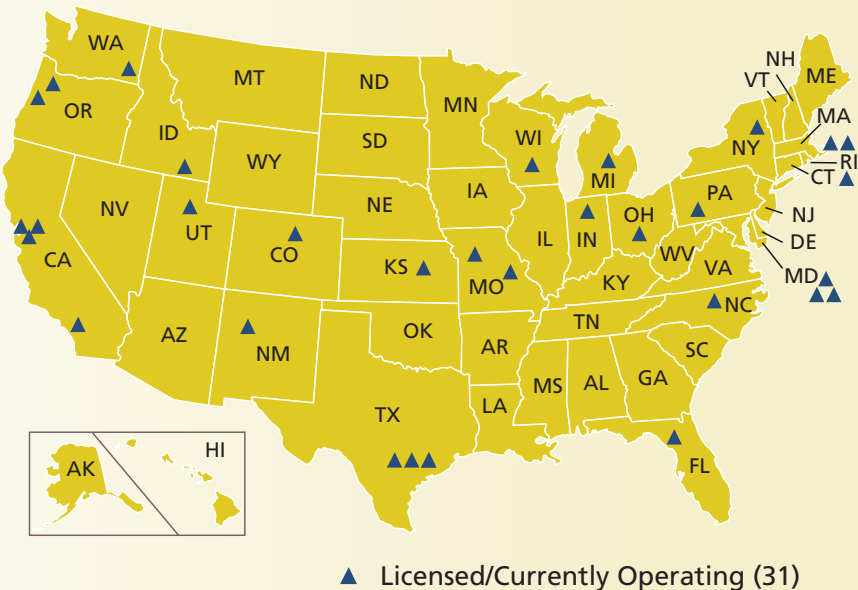 WA
MT
ND
MN
NH
VT
ME
OR
ID
SD
WI
MI
NY
MA
RI
CT
WY
NV
UT
CO
NE
IA
IL
IN
OH
PA
NJ
DE
MD
CA
KS
MO
KY
WV
VA
NC
AZ
NM
OK
AR
TN
SC
TX
LA
MS
AL
GA
FL
AK
HI
Licensed/Currently Operating (31)